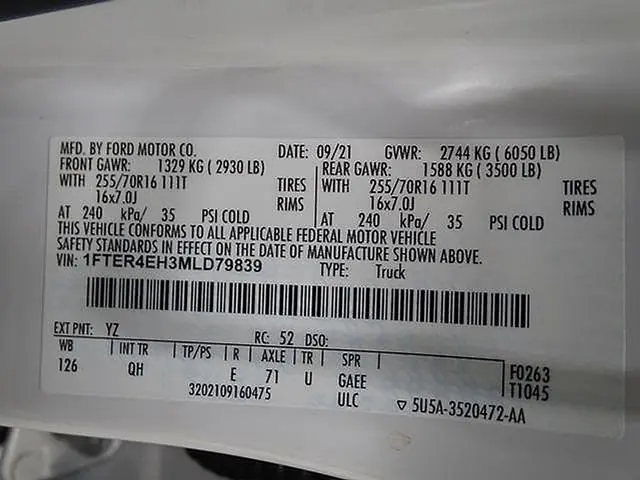 MFD. BY FORD MOTOR CO. DATE: 09/21 GVWR: 2744 KG ( 6050 LB)
FRONT GAWR: 1329 KG ( 2930 LB) REAR GAWR: 1588 KG ( 3500 LB)
WITH 255/70R16 111T TIRES WITH 255/70R16 111T TIRES
16x7.0J RIMS 16x7.0J RIMS
AT 240 kPa/ 35 PSI COLD AT 240 kPa/ 35 PSI COLD
THIS VEHICLE CONFORMS TO ALL APPLICABLE FEDERAL MOTOR VEHICLE
SAFETY STANDARDS IN EFFECT ON THE DATE OF MANUFACTURE SHOWN ABOVE.
VIN: 1FTER4EH3MLD79839 TYPE: Truck
EXT PNT: YZ RC: 52 DSO:
WB INT TR TP/PS R AXLE TR SPR F0263
126 QH E 71 U GAEE T1045
3202109160475 ULC ▽ 5U5A-3520472-AA